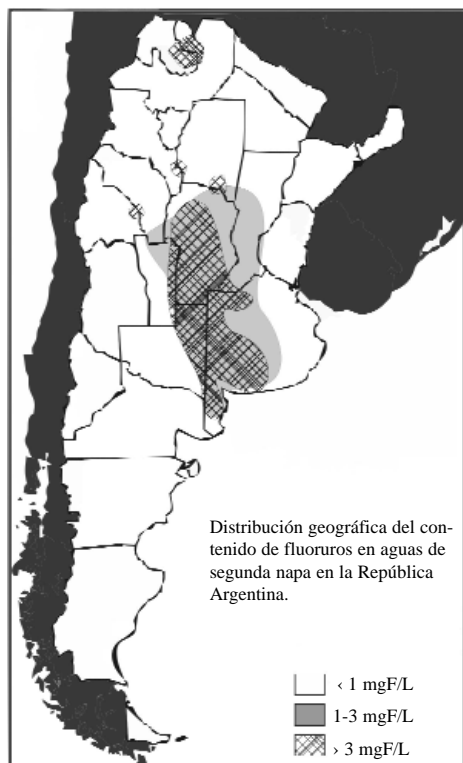 Distribución geográfica del con-
tenido de fluoruros en aguas de
segunda napa en la República
Argentina.
‹ 1 mgF/L
1-3 mgF/L
› 3 mgF/L